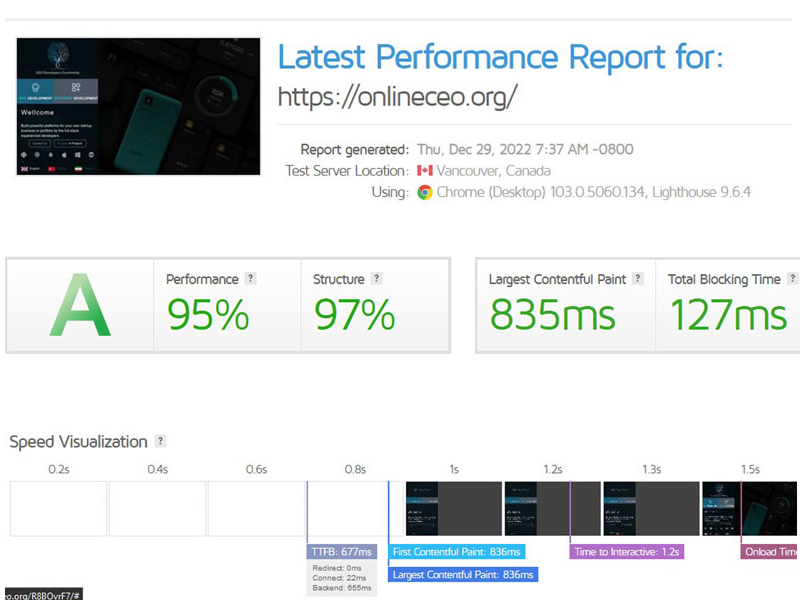 Latest Performance Report for:
https://onlineceo.org/
Report generated: Thu, Dec 29, 2022 7:37 AM -0800
Test Server Location: Vancouver, Canada
Using: Chrome (Desktop) 103.0.5060.134, Lighthouse 9.6.4
Wellcome
A
Performance ?
95%
Structure ?
97%
Largest Contentful Paint ?
835ms
Total Blocking Time ?
127ms
Speed Visualization ?
0.2s 0.4s 0.6s 0.8s 1s 1.2s 1.3s 1.5s
TTFB: 677ms
Redirect: 0ms
Connect: 22ms
Backend: 655ms
First Contentful Paint: 836ms
Largest Contentful Paint: 836ms
Time to Interactive: 1.2s
Onload Tim
eo.org/R8BOvrF7/#